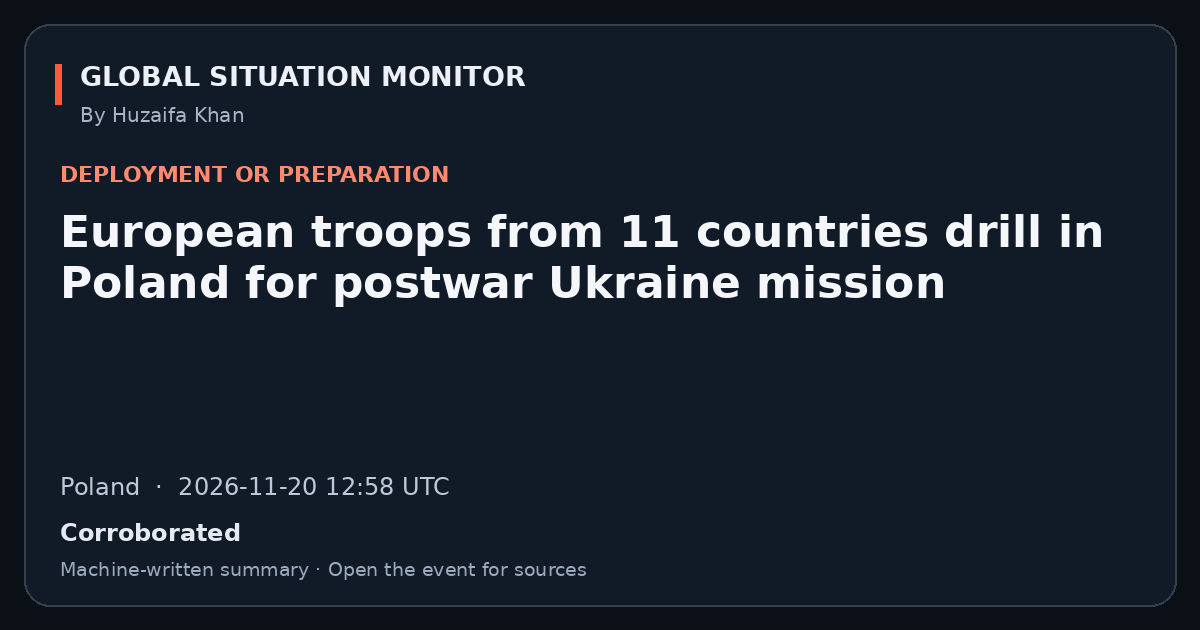 GLOBAL SITUATION MONITOR
By Huzaifa Khan
DEPLOYMENT OR PREPARATION
European troops from 11 countries drill in
Poland for postwar Ukraine mission
Poland · 2026-11-20 12:58 UTC
Corroborated
Machine-written summary · Open the event for sources